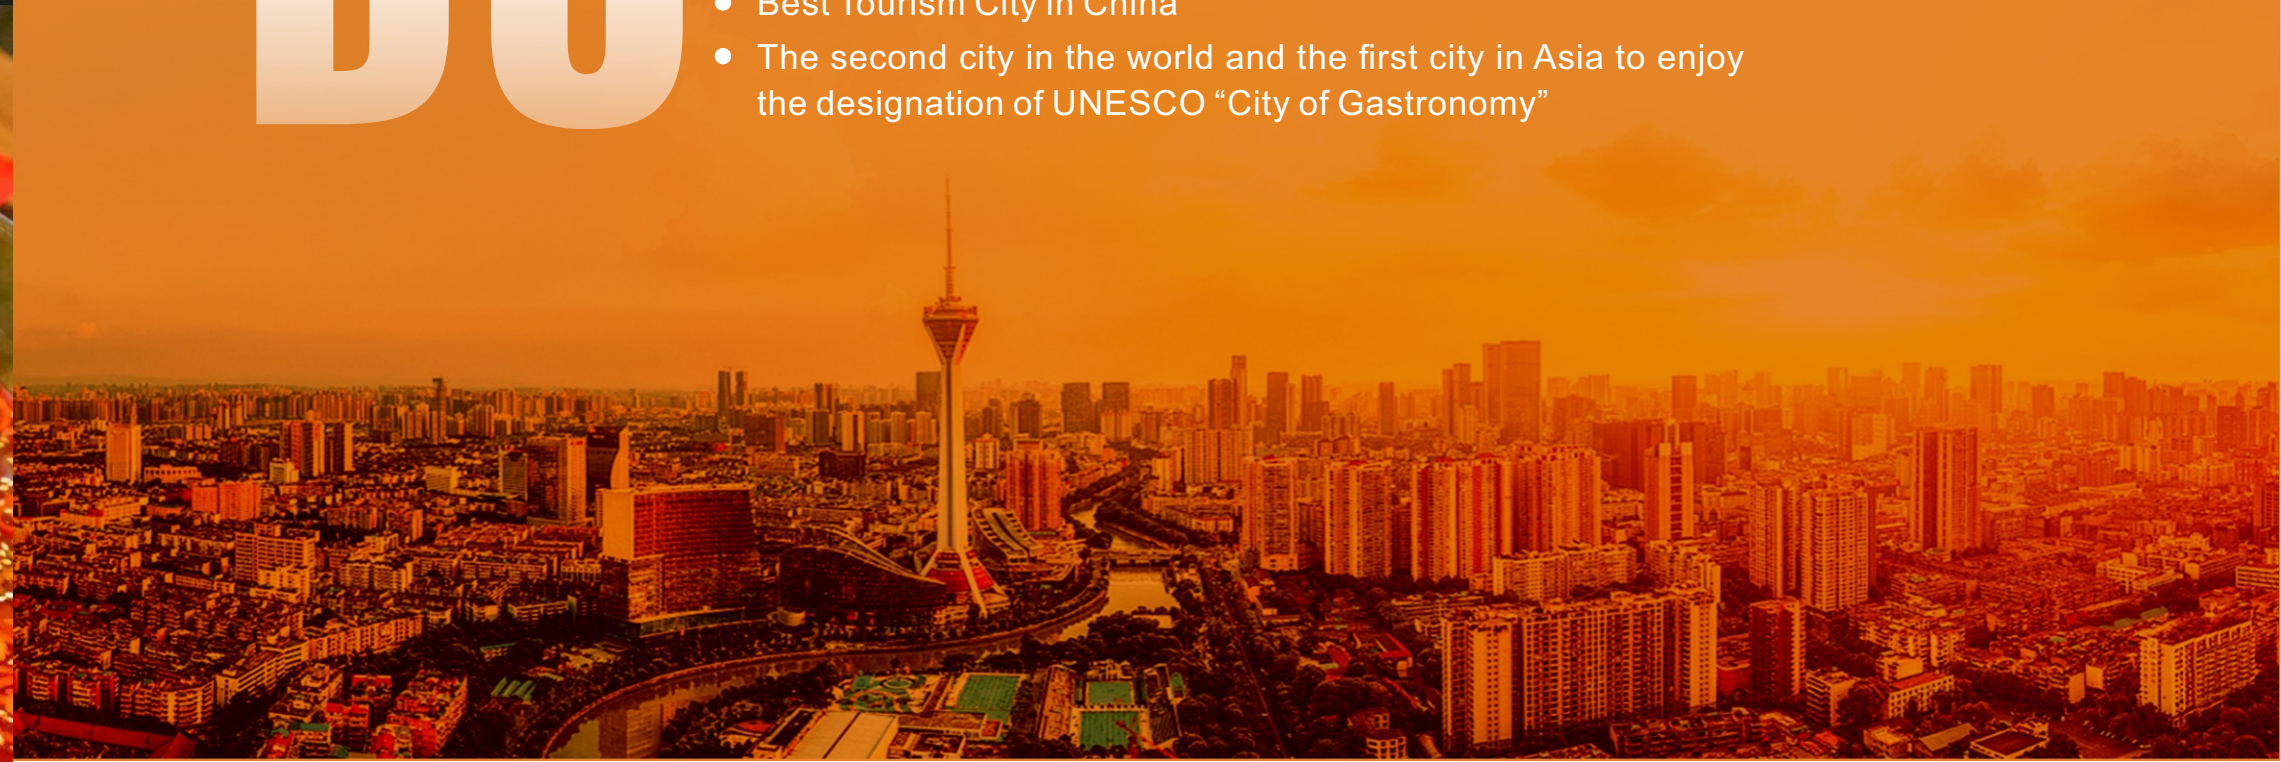 DU
Best Tourism City in China
The second city in the world and the first city in Asia to enjoy
the designation of UNESCO “City of Gastronomy”